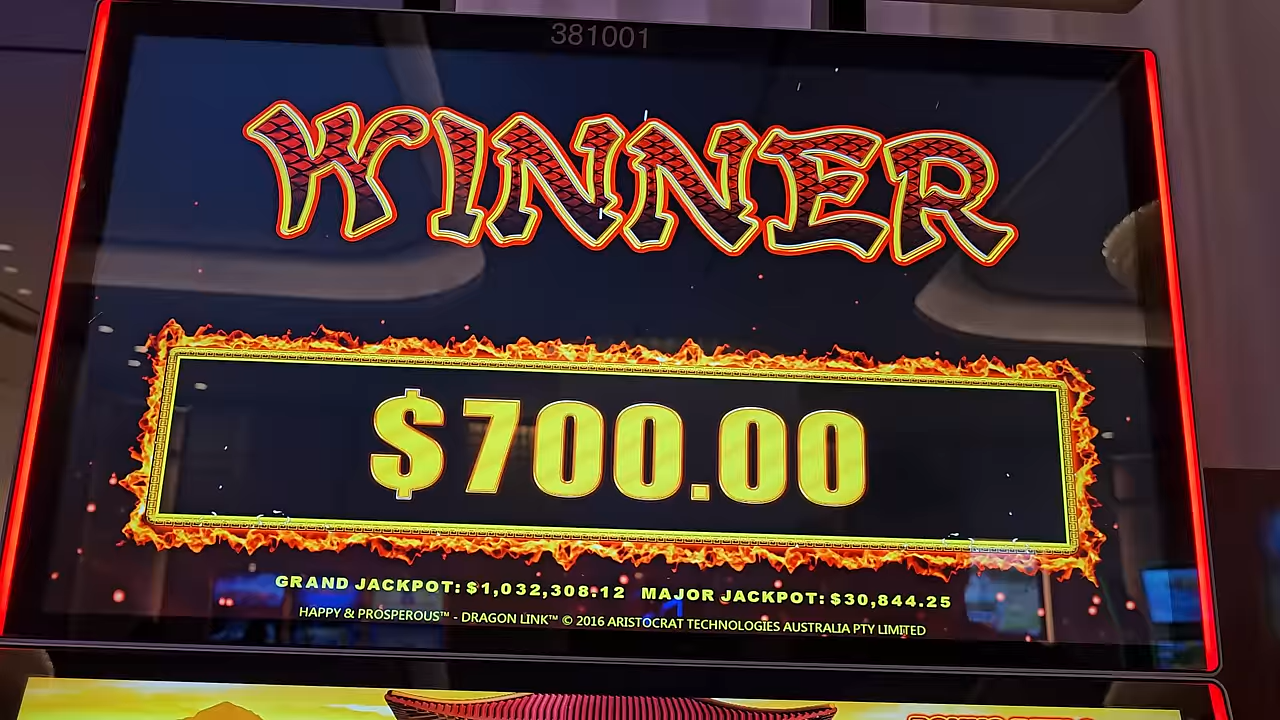 381001
WINNER
$700.00
GRAND JACKPOT: $1,032,308.12 MAJOR JACKPOT: $30,844.25
HAPPY & PROSPEROUS™ - DRAGON LINK™ © 2016 ARISTOCRAT TECHNOLOGIES AUSTRALIA PTY LIMITED